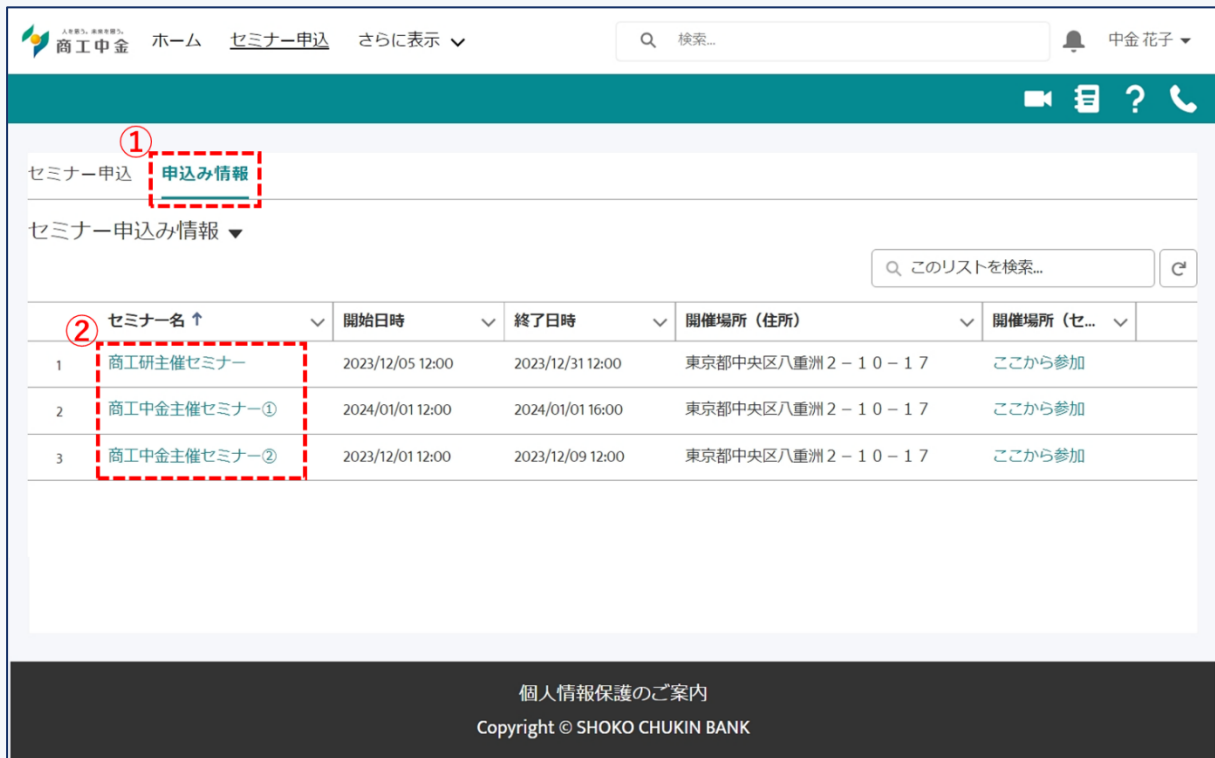 人を思う。未来を想う。
商工中金 ホーム セミナー申込 さらに表示 検索... 中金 花子
①
セミナー申込 申込み情報
セミナー申込み情報
このリストを検索...
② セミナー名 ↑ 開始日時 終了日時 開催場所（住所） 開催場所（セ...
1 商工研主催セミナー 2023/12/05 12:00 2023/12/31 12:00 東京都中央区八重洲２－１０－１７ ここから参加
2 商工中金主催セミナー① 2024/01/01 12:00 2024/01/01 16:00 東京都中央区八重洲２－１０－１７ ここから参加
3 商工中金主催セミナー② 2023/12/01 12:00 2023/12/09 12:00 東京都中央区八重洲２－１０－１７ ここから参加
個人情報保護のご案内
Copyright © SHOKO CHUKIN BANK